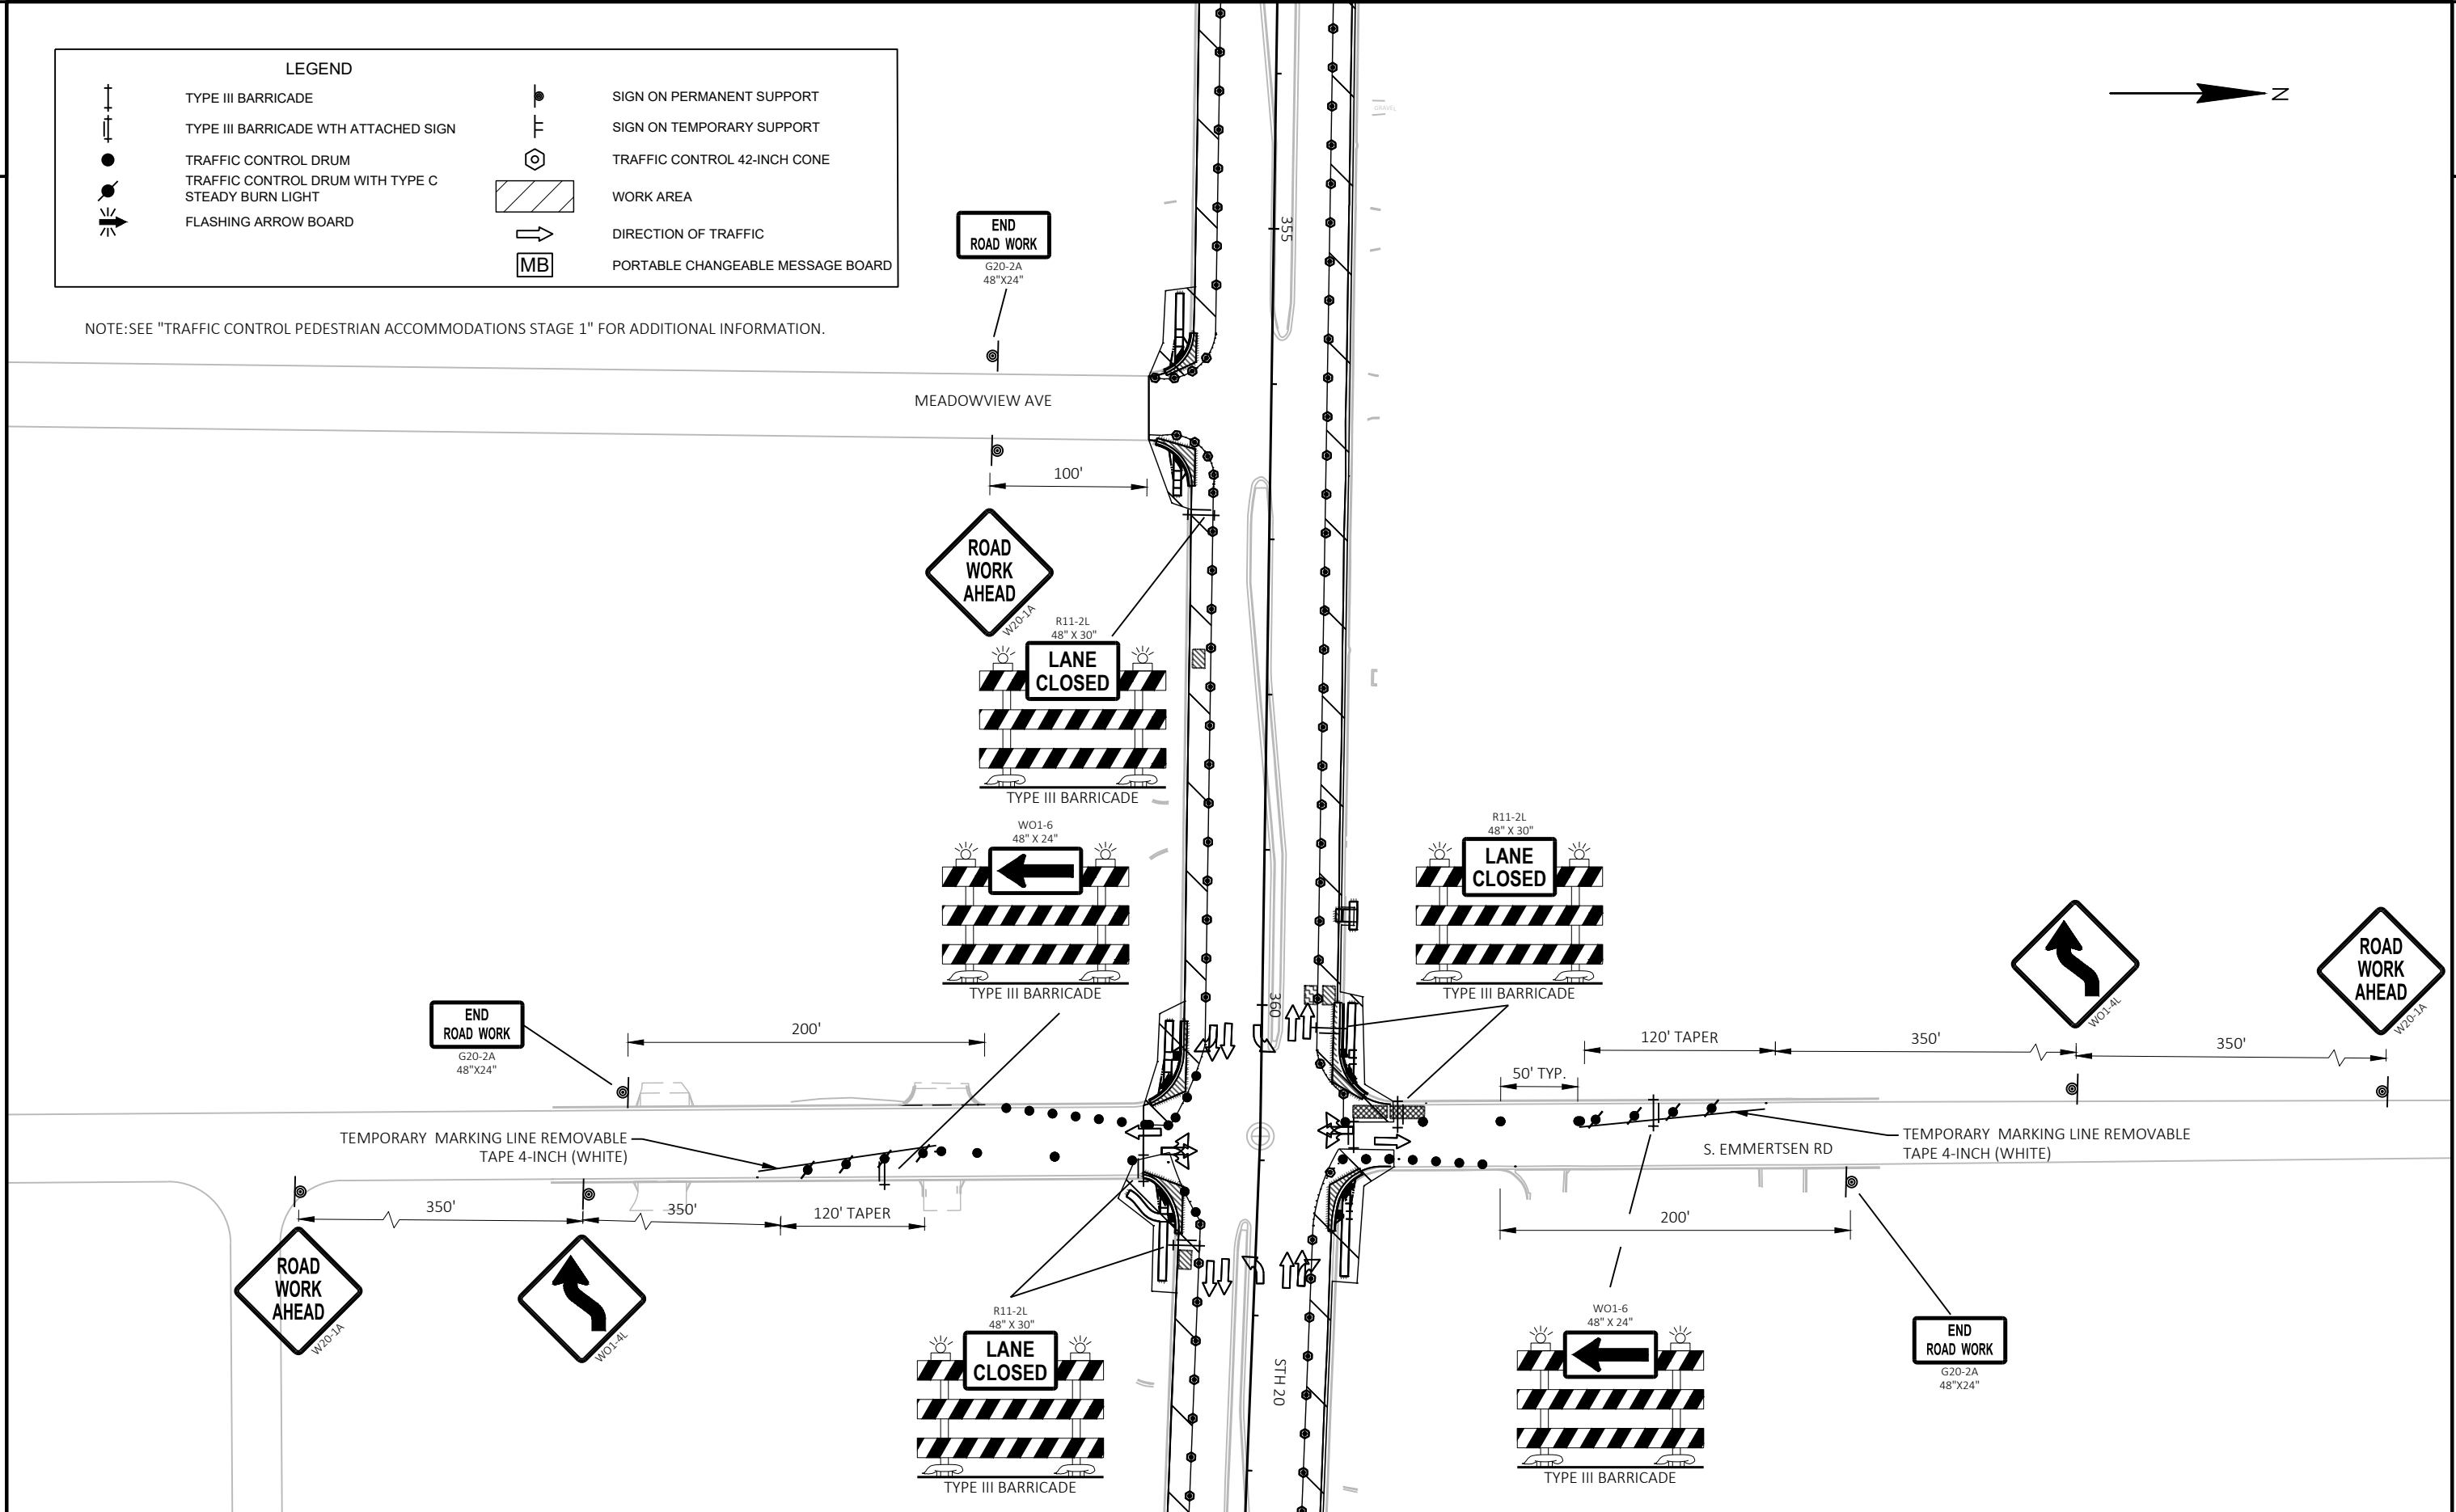 LEGEND
TYPE III BARRICADE
TYPE III BARRICADE WTH ATTACHED SIGN
TRAFFIC CONTROL DRUM
TRAFFIC CONTROL DRUM WITH TYPE C
STEADY BURN LIGHT
FLASHING ARROW BOARD
SIGN ON PERMANENT SUPPORT
SIGN ON TEMPORARY SUPPORT
TRAFFIC CONTROL 42-INCH CONE
WORK AREA
DIRECTION OF TRAFFIC
MB
PORTABLE CHANGEABLE MESSAGE BOARD
NOTE:SEE "TRAFFIC CONTROL PEDESTRIAN ACCOMMODATIONS STAGE 1" FOR ADDITIONAL INFORMATION.
N
GRAVEL
355
END
ROAD WORK
G20-2A
48"X24"
MEADOWVIEW AVE
100'
ROAD
WORK
AHEAD
W20-1A
R11-2L
48" X 30"
LANE
CLOSED
TYPE III BARRICADE
WO1-6
48" X 24"
TYPE III BARRICADE
R11-2L
48" X 30"
LANE
CLOSED
TYPE III BARRICADE
WO1-4L
ROAD
WORK
AHEAD
W20-1A
360
END
ROAD WORK
G20-2A
48"X24"
200'
120' TAPER
350'
350'
50' TYP.
TEMPORARY MARKING LINE REMOVABLE
TAPE 4-INCH (WHITE)
S. EMMERTSEN RD
TEMPORARY MARKING LINE REMOVABLE
TAPE 4-INCH (WHITE)
350'
350'
120' TAPER
200'
ROAD
WORK
AHEAD
W20-1A
WO1-4L
R11-2L
48" X 30"
LANE
CLOSED
TYPE III BARRICADE
STH 20
WO1-6
48" X 24"
TYPE III BARRICADE
END
ROAD WORK
G20-2A
48"X24"